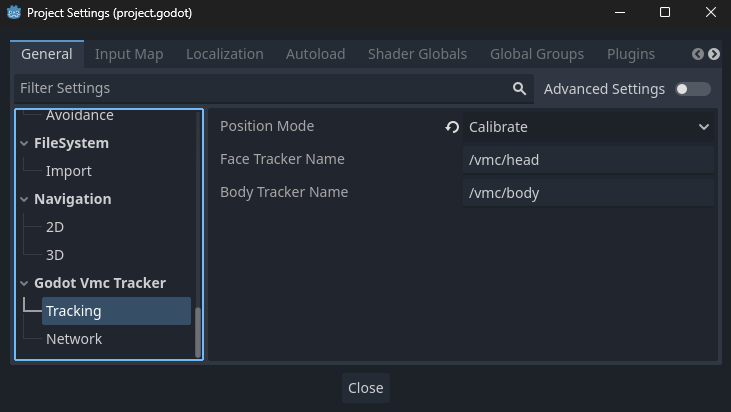 Project Settings (project.godot)
General Input Map Localization Autoload Shader Globals Global Groups Plugins
Filter Settings
Advanced Settings
Avoidance
FileSystem
Import
Navigation
2D
3D
Godot Vmc Tracker
Tracking
Network
Position Mode Calibrate
Face Tracker Name /vmc/head
Body Tracker Name /vmc/body
Close